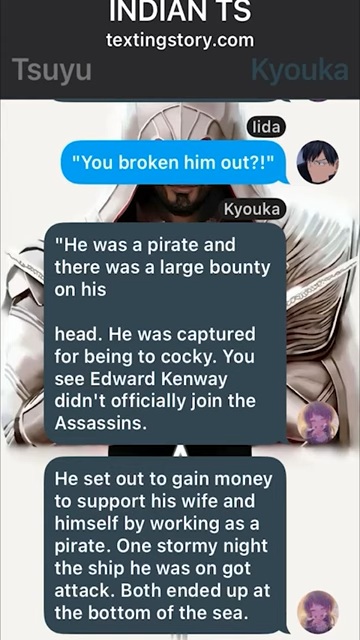 INDIAN TS
textingstory.com
Tsuyu Kyouka
Iida
"You broken him out?!"
Kyouka
"He was a pirate and
there was a large bounty
on his
head. He was captured
for being to cocky. You
see Edward Kenway
didn't officially join the
Assassins.
He set out to gain money
to support his wife and
himself by working as a
pirate. One stormy night
the ship he was on got
attack. Both ended up at
the bottom of the sea.